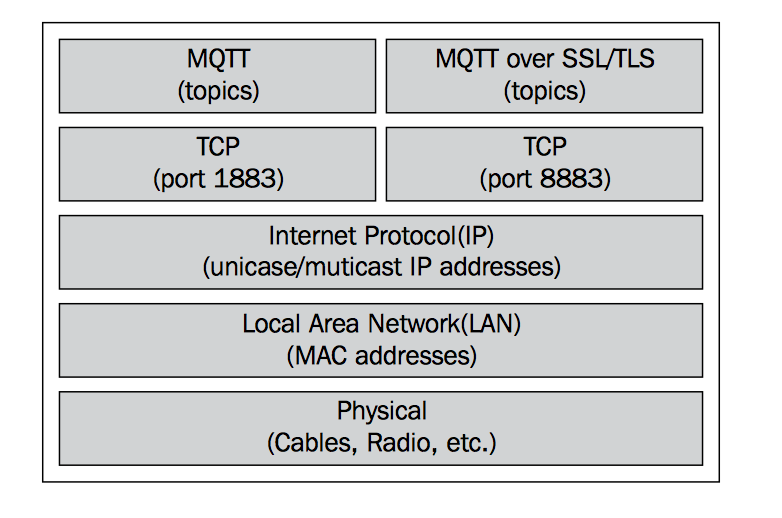 MQTT
(topics)
MQTT over SSL/TLS
(topics)
TCP
(port 1883)
TCP
(port 8883)
Internet Protocol(IP)
(unicase/muticast IP addresses)
Local Area Network(LAN)
(MAC addresses)
Physical
(Cables, Radio, etc.)